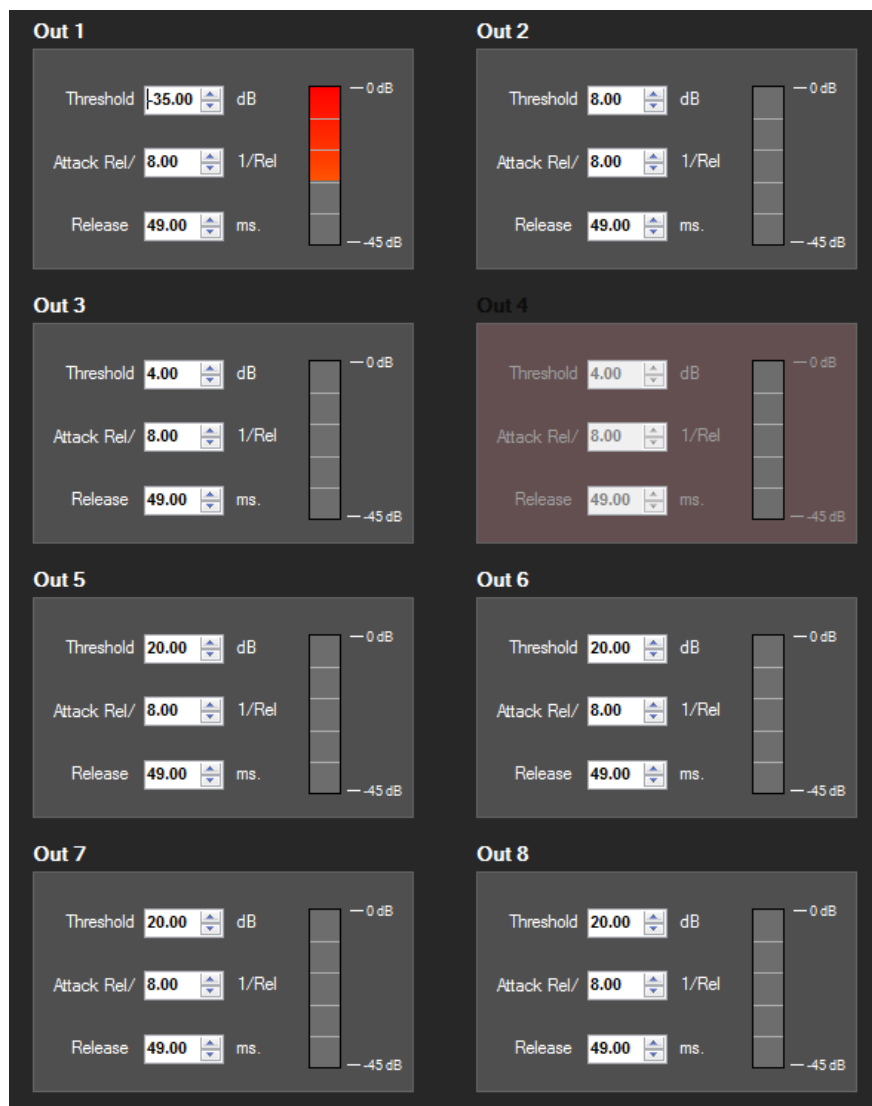 Out 1
Threshold -35.00 dB
Attack Rel/ 8.00 1/Rel
Release 49.00 ms.
0 dB
-45 dB
Out 2
Threshold 8.00 dB
Attack Rel/ 8.00 1/Rel
Release 49.00 ms.
0 dB
-45 dB
Out 3
Threshold 4.00 dB
Attack Rel/ 8.00 1/Rel
Release 49.00 ms.
0 dB
-45 dB
Out 4
Threshold 4.00 dB
Attack Rel/ 8.00 1/Rel
Release 49.00 ms.
0 dB
-45 dB
Out 5
Threshold 20.00 dB
Attack Rel/ 8.00 1/Rel
Release 49.00 ms.
0 dB
-45 dB
Out 6
Threshold 20.00 dB
Attack Rel/ 8.00 1/Rel
Release 49.00 ms.
0 dB
-45 dB
Out 7
Threshold 20.00 dB
Attack Rel/ 8.00 1/Rel
Release 49.00 ms.
0 dB
-45 dB
Out 8
Threshold 20.00 dB
Attack Rel/ 8.00 1/Rel
Release 49.00 ms.
0 dB
-45 dB